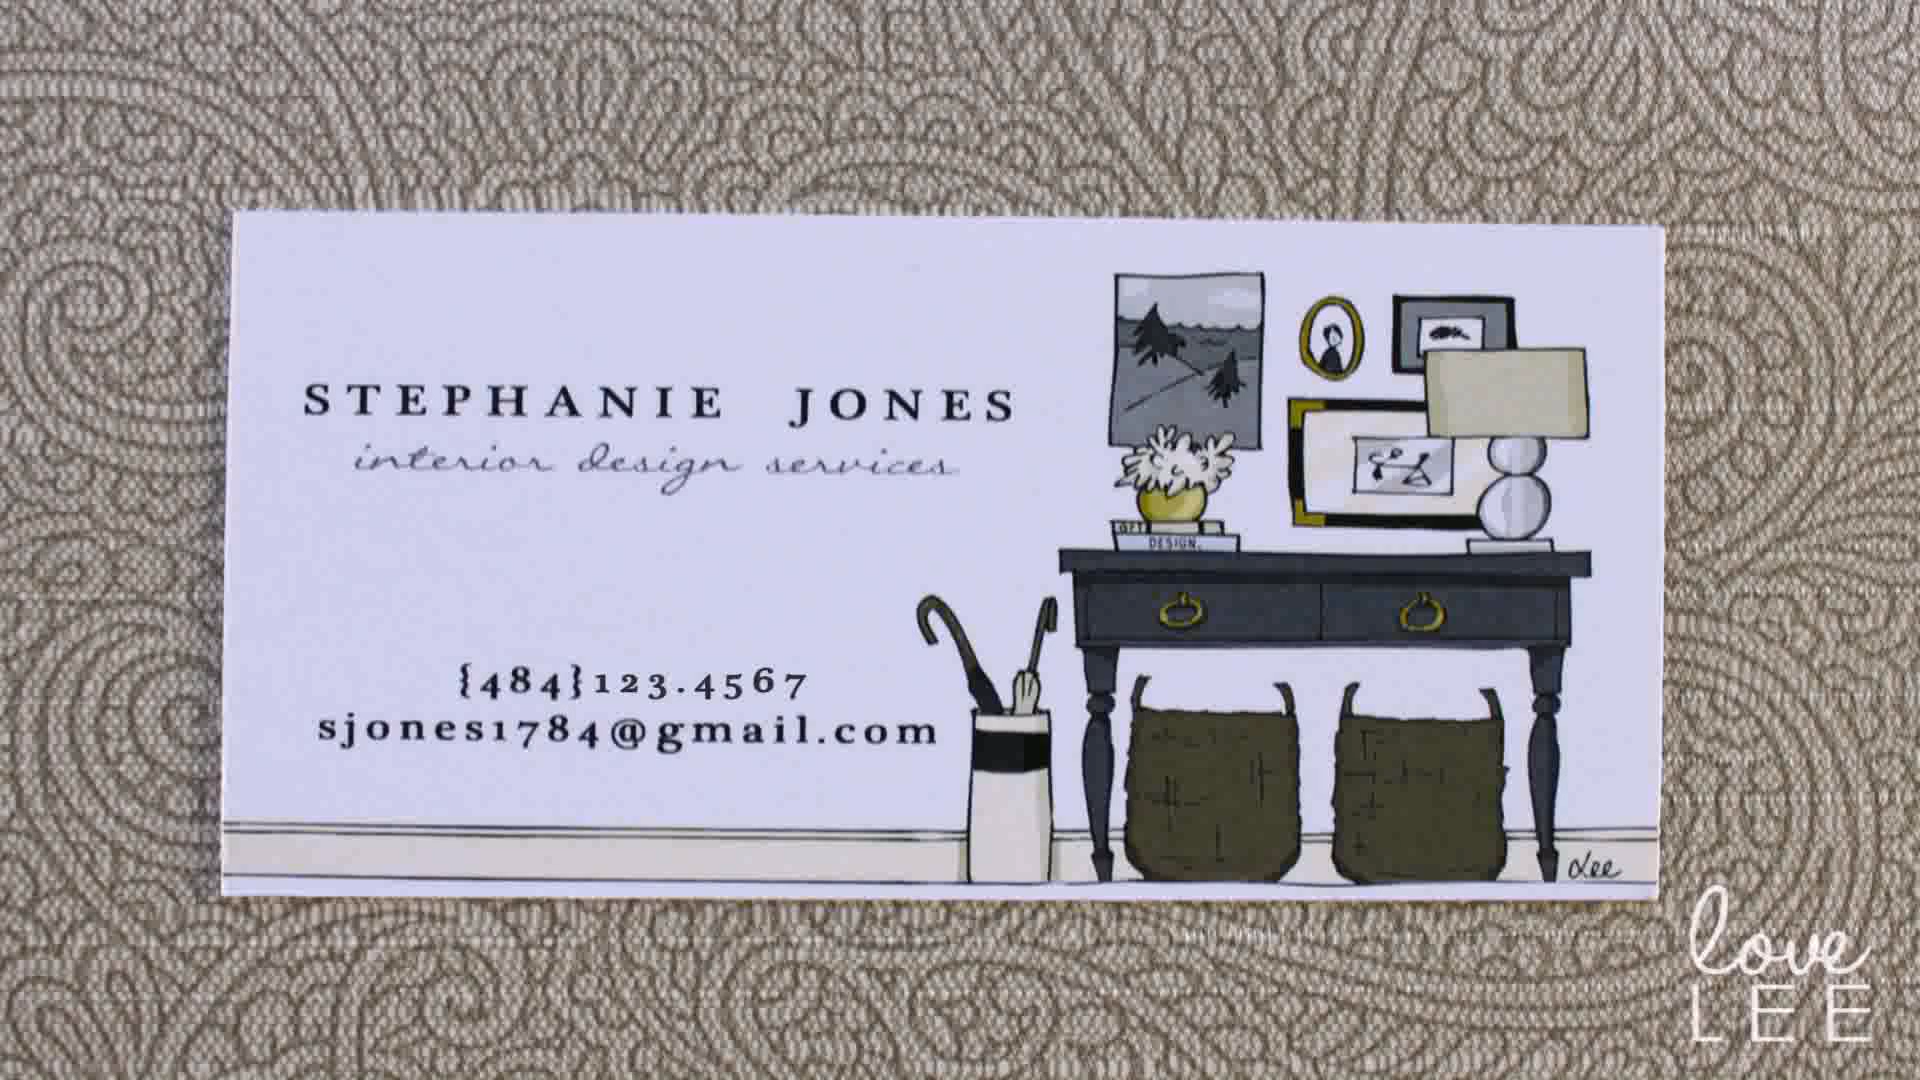 STEPHANIE JONES
interior design services
{484}123.4567
sjones1784@gmail.com
DESIGN.
Lee
love
LEE